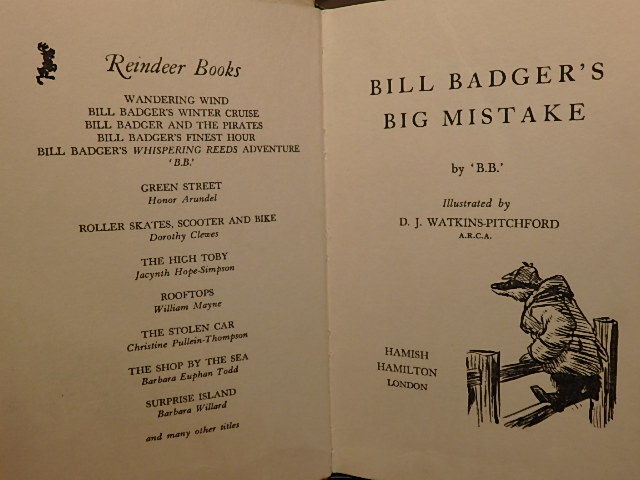 Reindeer Books
WANDERING WIND
BILL BADGER'S WINTER CRUISE
BILL BADGER AND THE PIRATES
BILL BADGER'S FINEST HOUR
BILL BADGER'S WHISPERING REEDS ADVENTURE
'B.B.'
GREEN STREET
Honor Arundel
ROLLER SKATES, SCOOTER AND BIKE
Dorothy Clewes
THE HIGH TOBY
Jacynth Hope-Simpson
ROOFTOPS
William Mayne
THE STOLEN CAR
Christine Pullein-Thompson
THE SHOP BY THE SEA
Barbara Euphan Todd
SURPRISE ISLAND
Barbara Willard
and many other titles
BILL BADGER'S
BIG MISTAKE
by 'B.B.'
Illustrated by
D. J. WATKINS-PITCHFORD
A.R.C.A.
HAMISH
HAMILTON
LONDON